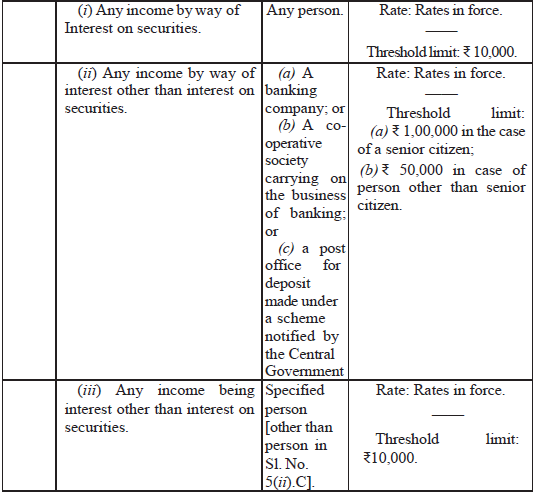 (i) Any income by way of
Interest on securities.
Any person.
Rate: Rates in force.
Threshold limit: ₹ 10,000.
(ii) Any income by way of
interest other than interest on
securities.
(a) A
banking
company; or
(b) A co-
operative
society
carrying on
the business
of banking;
or
(c) a post
office for
deposit
made under
a scheme
notified by
the Central
Government
Rate: Rates in force.
Threshold limit:
(a) ₹ 1,00,000 in the case
of a senior citizen;
(b) ₹ 50,000 in case of
person other than senior
citizen.
(iii) Any income being
interest other than interest on
securities.
Specified
person
[other than
person in
Sl. No.
5(ii).C].
Rate: Rates in force.
Threshold limit:
₹10,000.